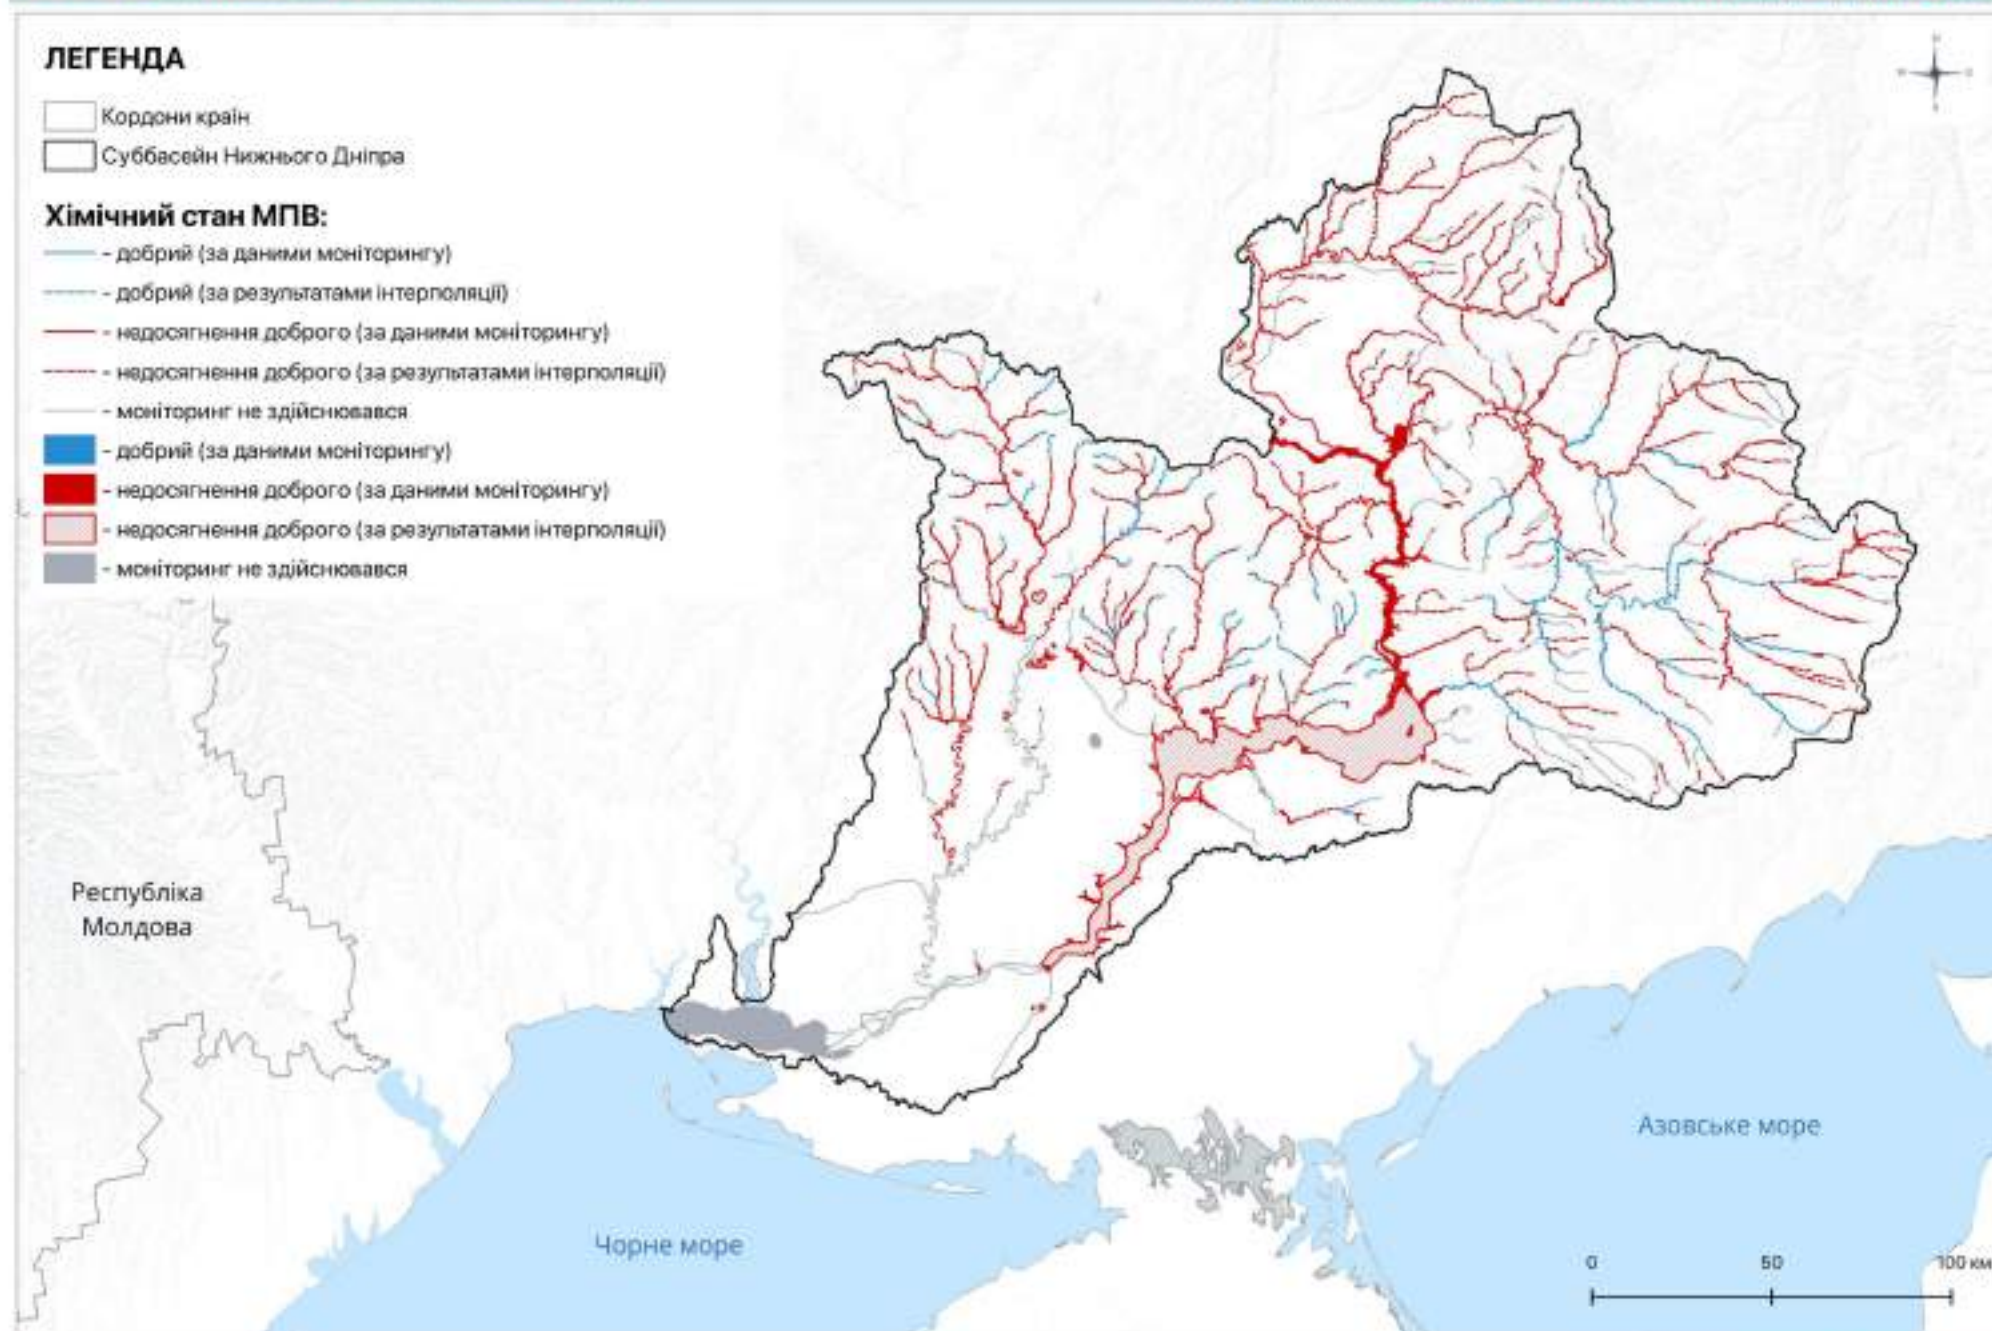 ЛЕГЕНДА
Кордони країн
Суббасейн Нижнього Дніпра
Хімічний стан МПВ:
- добрий (за даними моніторингу)
- добрий (за результатами інтерполяції)
- недосягнення доброго (за даними моніторингу)
- недосягнення доброго (за результатами інтерполяції)
- моніторинг не здійснювався
- добрий (за даними моніторингу)
- недосягнення доброго (за даними моніторингу)
- недосягнення доброго (за результатами інтерполяції)
- моніторинг не здійснювався
Республіка
Молдова
Азовське море
Чорне море
0 50 100 км